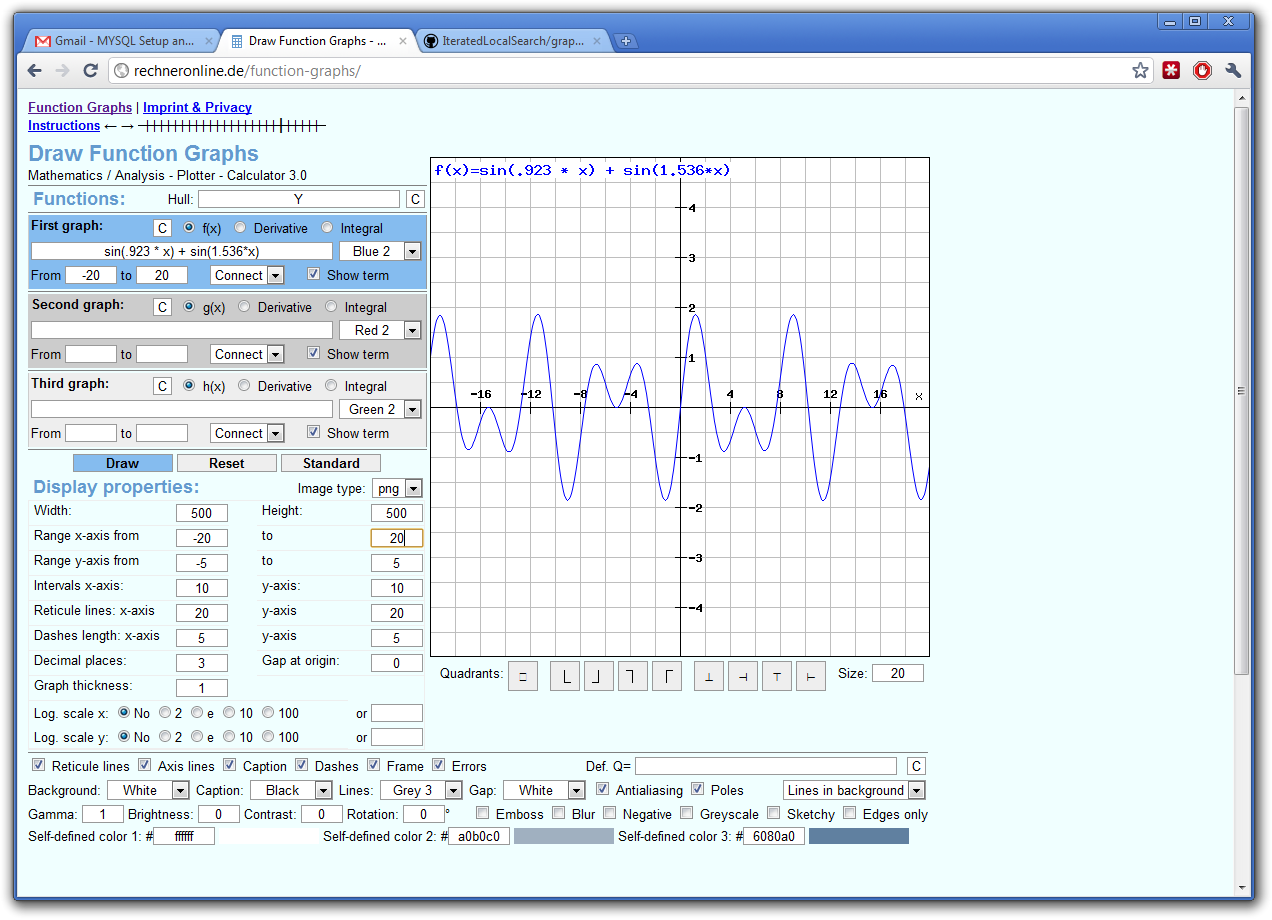 Gmail - MYSQL Setup an...
Draw Function Graphs - ...
IteratedLocalSearch/grap...
rechneronline.de/function-graphs/
Function Graphs | Imprint & Privacy
Instructions ← →
Draw Function Graphs
Mathematics / Analysis - Plotter - Calculator 3.0
Functions: Hull: Y C
First graph: C f(x) Derivative Integral
sin(.923 * x) + sin(1.536*x) Blue 2
From -20 to 20 Connect Show term
Second graph: C g(x) Derivative Integral
Red 2
From to Connect Show term
Third graph: C h(x) Derivative Integral
Green 2
From to Connect Show term
Draw Reset Standard
Display properties: Image type: png
Width: 500 Height: 500
Range x-axis from -20 to 20
Range y-axis from -5 to 5
Intervals x-axis: 10 y-axis: 10
Reticule lines: x-axis 20 y-axis 20
Dashes length: x-axis 5 y-axis 5
Decimal places: 3 Gap at origin: 0
Graph thickness: 1
Log. scale x: No 2 e 10 100 or
Log. scale y: No 2 e 10 100 or
f(x)=sin(.923 * x) + sin(1.536*x)
4
3
2
1
-16 -12 -8 -4 4 8 12 16 x
-1
-2
-3
-4
Quadrants: Size: 20
Reticule lines Axis lines Caption Dashes Frame Errors Def. Q= C
Background: White Caption: Black Lines: Grey 3 Gap: White Antialiasing Poles Lines in background
Gamma: 1 Brightness: 0 Contrast: 0 Rotation: 0 ° Emboss Blur Negative Greyscale Sketchy Edges only
Self-defined color 1: # ffffff Self-defined color 2: # a0b0c0 Self-defined color 3: # 6080a0